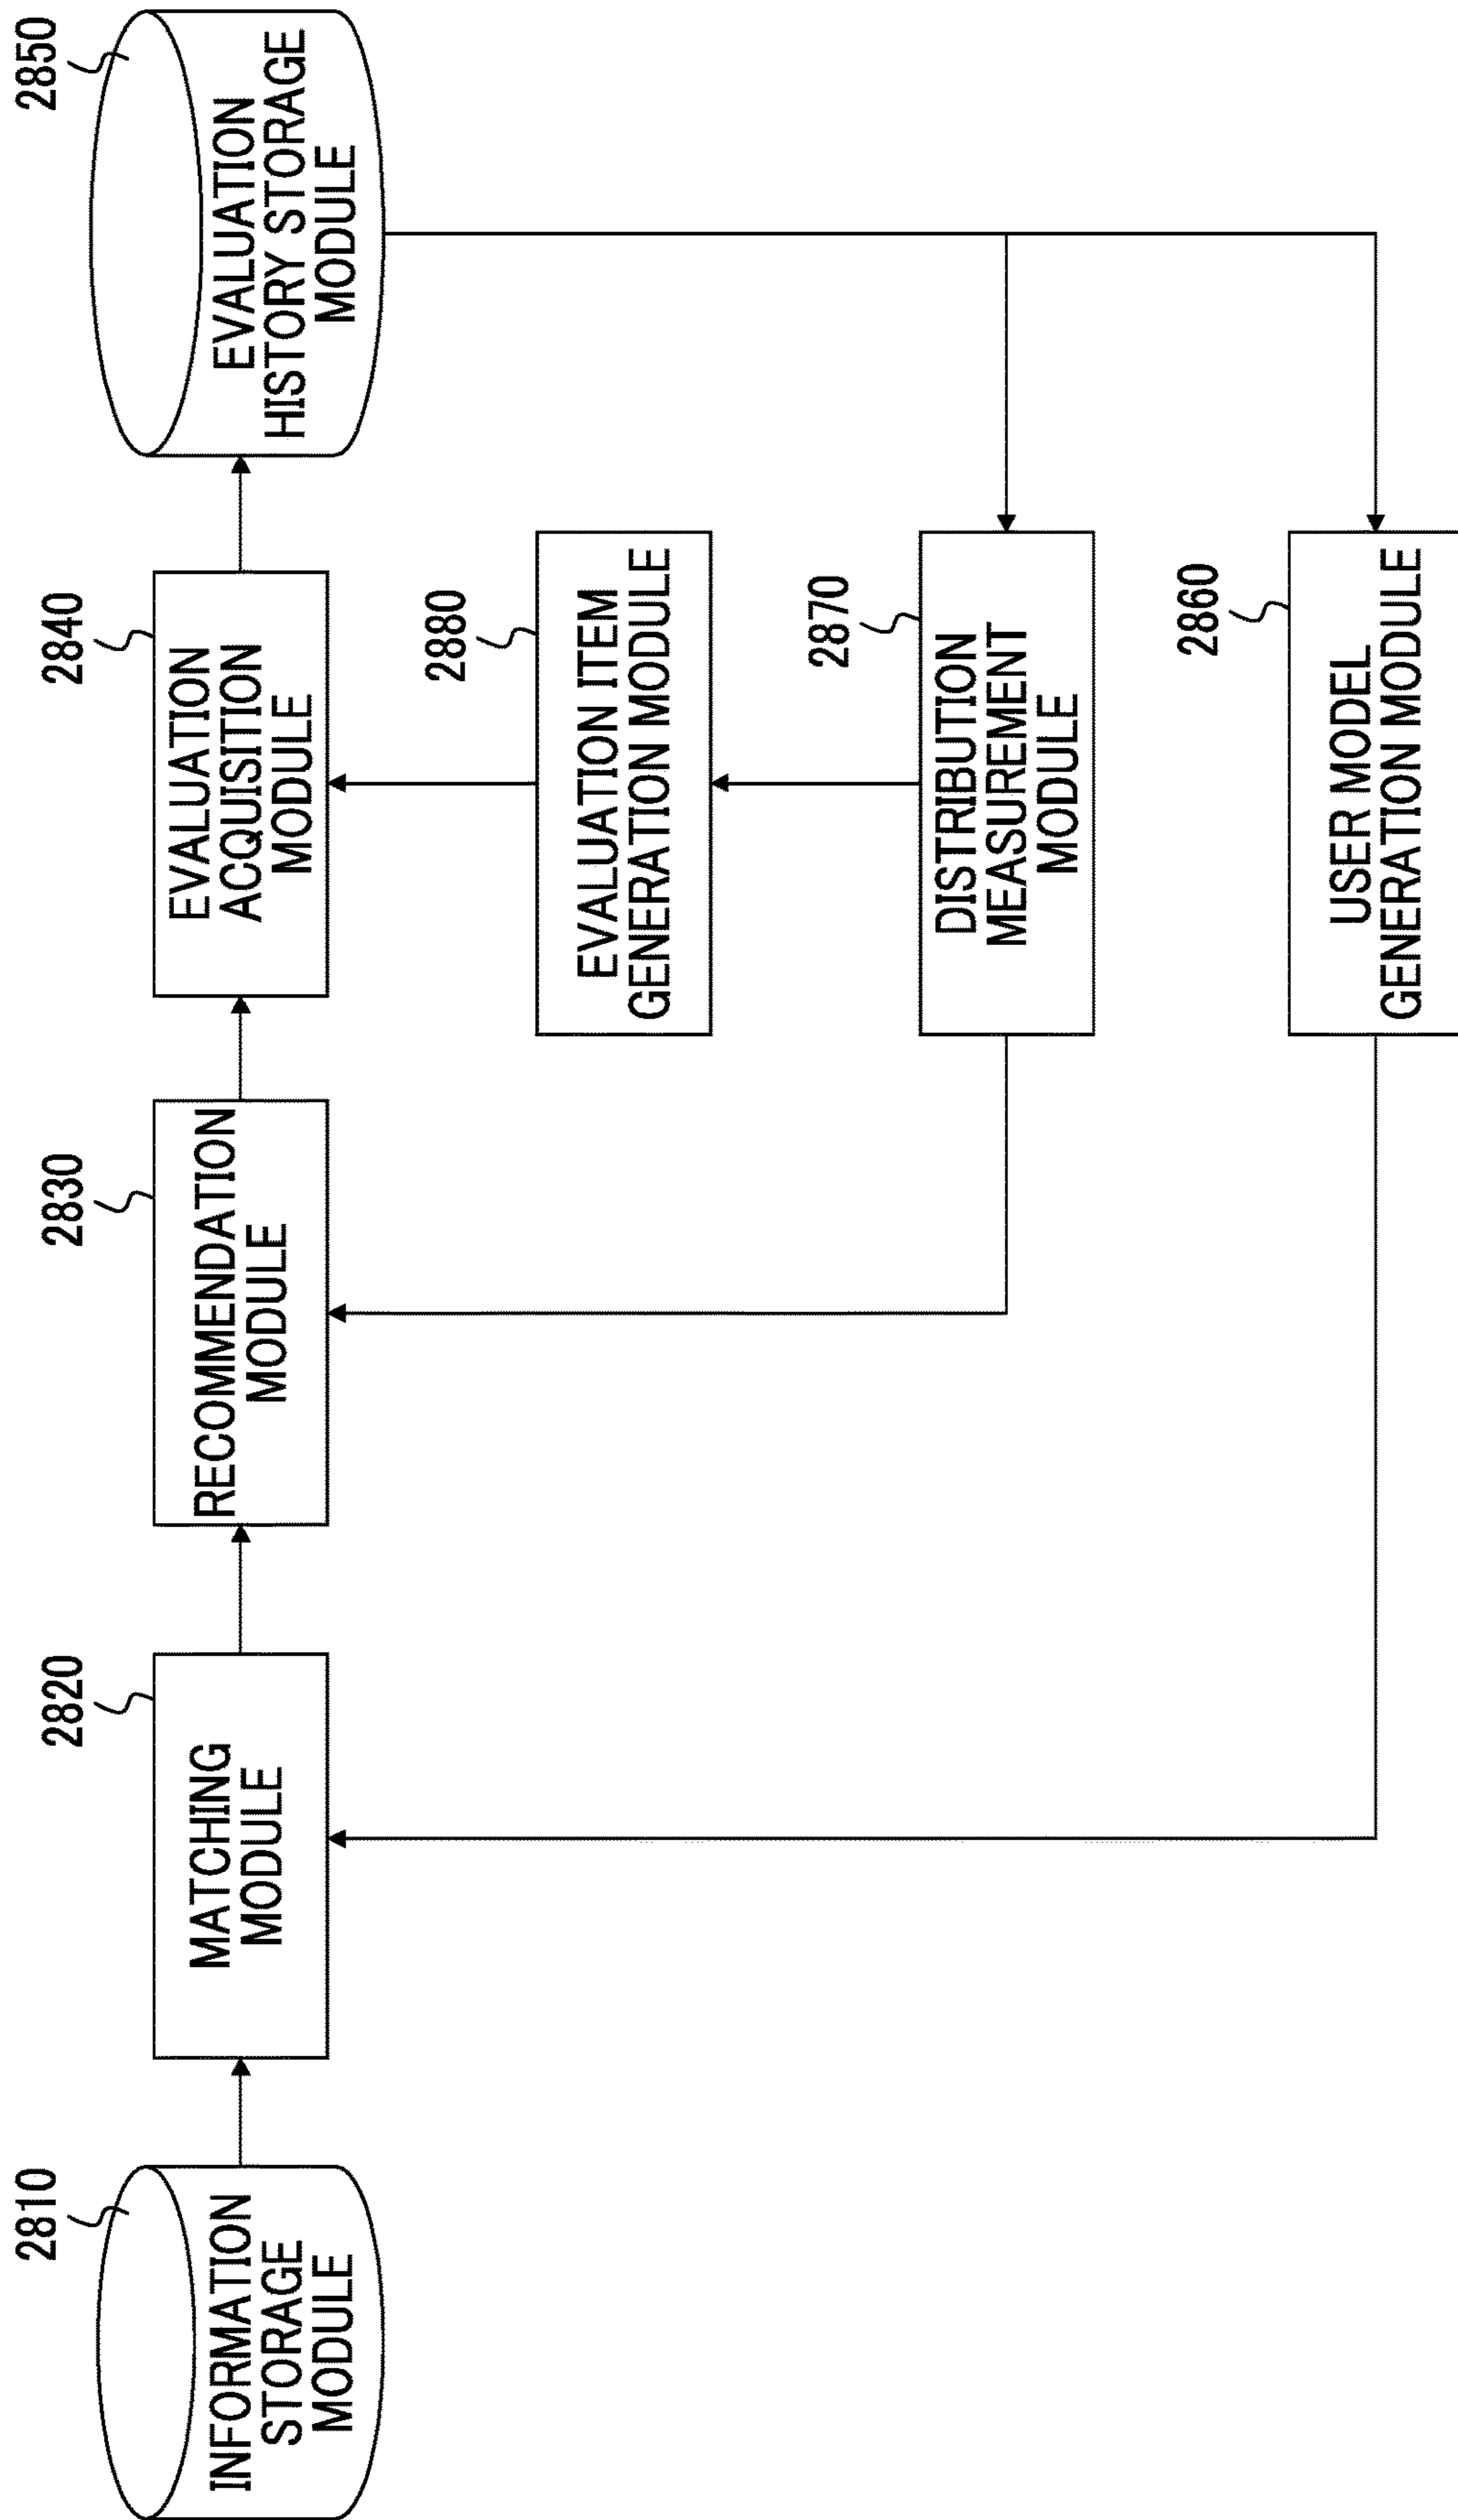 2810
INFORMATION
STORAGE
MODULE
2820
MATCHING
MODULE
2830
RECOMMENDATION
MODULE
2840
EVALUATION
ACQUISITION
MODULE
2850
EVALUATION
HISTORY STORAGE
MODULE
2880
EVALUATION ITEM
GENERATION MODULE
2870
DISTRIBUTION
MEASUREMENT
MODULE
2860
USER MODEL
GENERATION MODULE